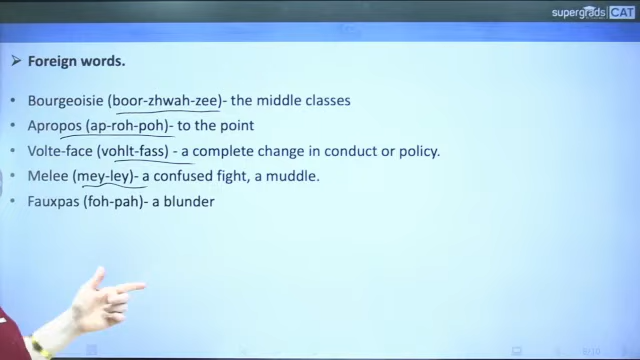 supergrads CAT
Foreign words.
Bourgeoisie (boor-zhwah-zee)- the middle classes
Apropos (ap-roh-poh)- to the point
Volte-face (vohlt-fass) - a complete change in conduct or policy.
Melee (mey-ley)- a confused fight, a muddle.
Fauxpas (foh-pah)- a blunder